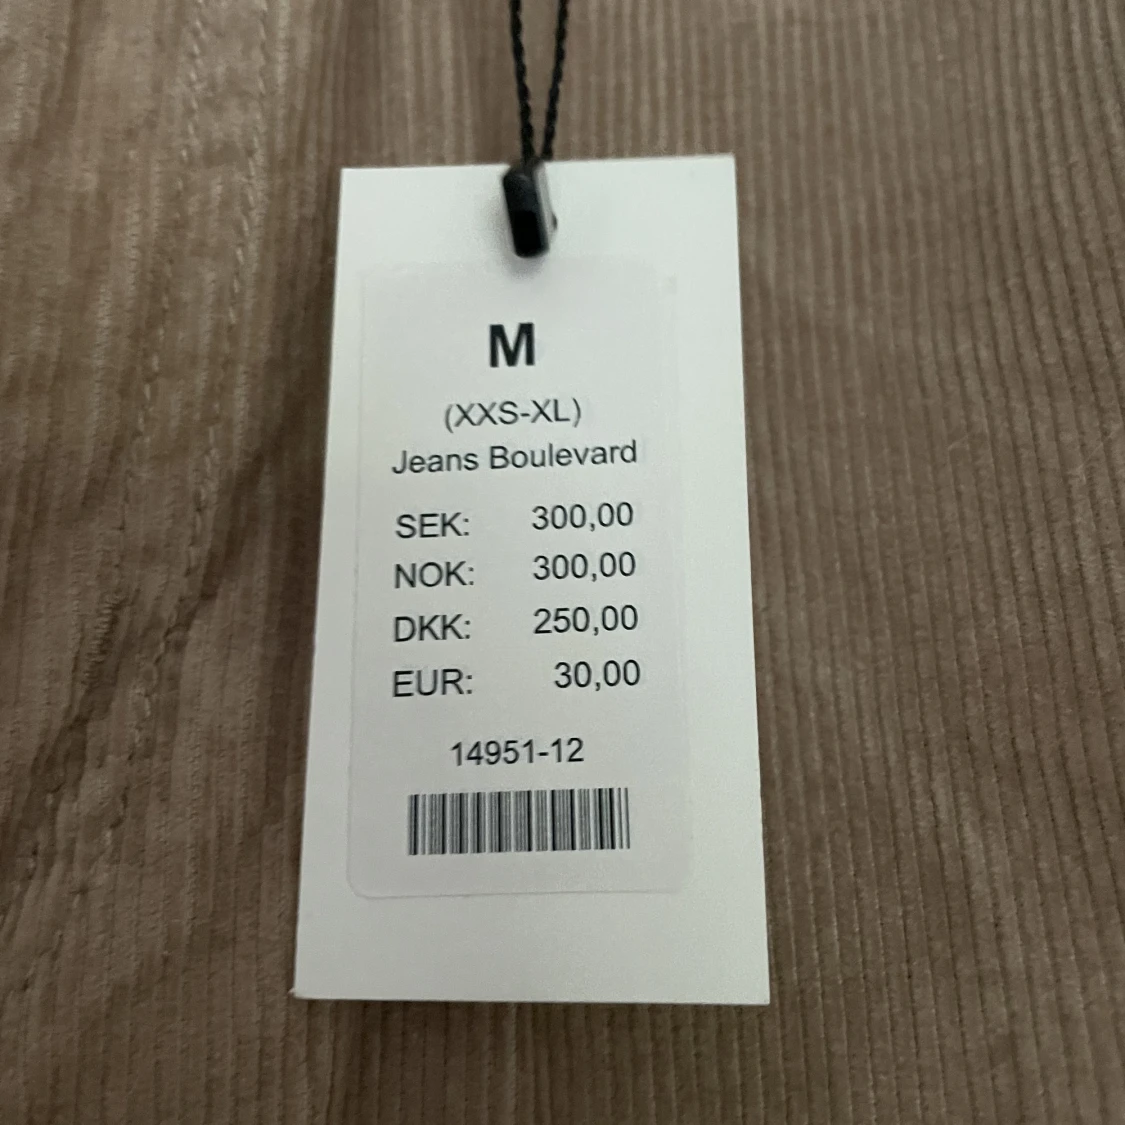 M
(XXS-XL)
Jeans Boulevard
SEK: 300,00
NOK: 300,00
DKK: 250,00
EUR: 30,00
14951-12